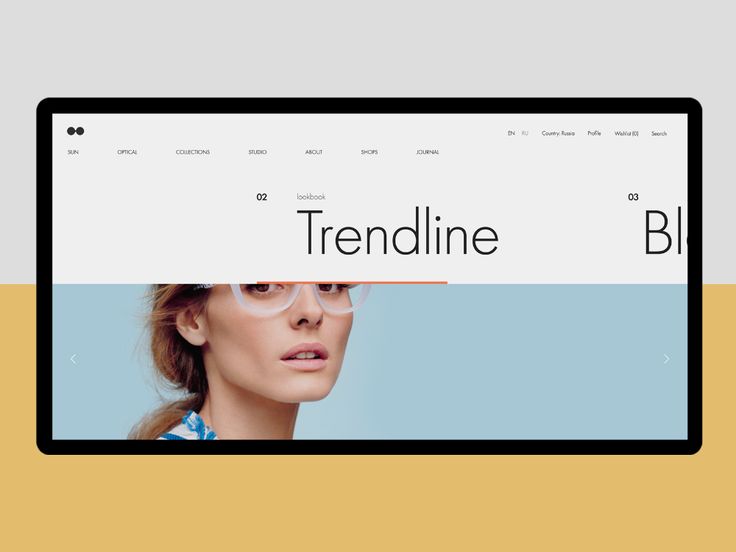 EN RU Country: Russia Profile Wishlist (0) Search
SUN OPTICAL COLLECTIONS STUDIO ABOUT SHOPS JOURNAL
02 lookbook 03
Trendline Bl